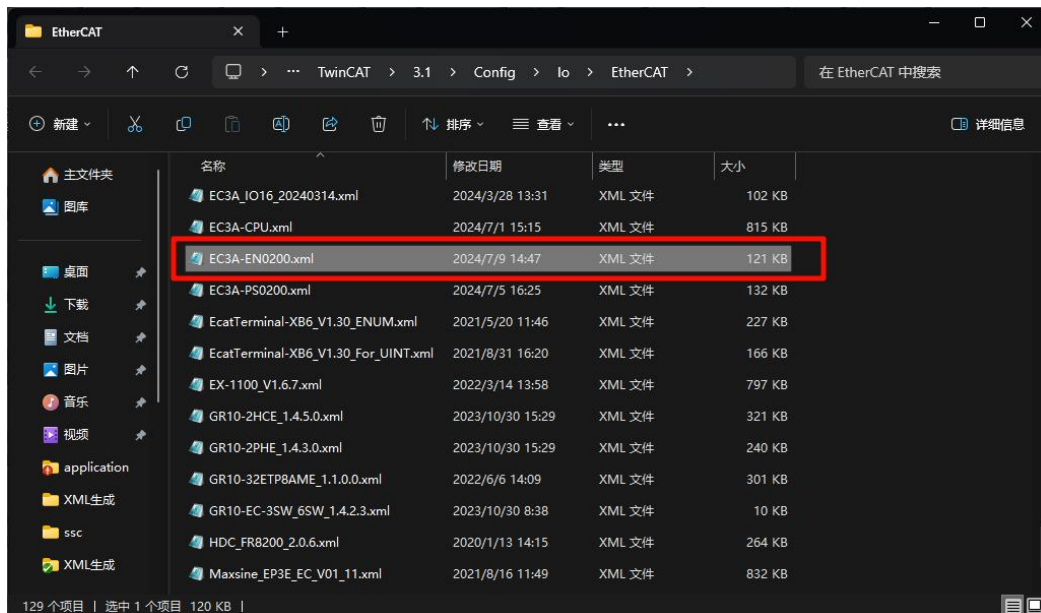 EtherCAT
TwinCAT > 3.1 > Config > Io > EtherCAT >
在 EtherCAT 中搜索
新建
排序
查看
详细信息
名称 修改日期 类型 大小
主文件夹
图库
桌面
下载
文档
图片
音乐
视频
application
XML生成
ssc
XML生成
EC3A_IO16_20240314.xml 2024/3/28 13:31 XML 文件 102 KB
EC3A-CPU.xml 2024/7/1 15:15 XML 文件 815 KB
EC3A-EN0200.xml 2024/7/9 14:47 XML 文件 121 KB
EC3A-PS0200.xml 2024/7/5 16:25 XML 文件 132 KB
EcatTerminal-XB6_V1.30_ENUM.xml 2021/5/20 11:46 XML 文件 227 KB
EcatTerminal-XB6_V1.30_For_UINT.xml 2021/8/31 16:20 XML 文件 166 KB
EX-1100_V1.6.7.xml 2022/3/14 13:58 XML 文件 797 KB
GR10-2HCE_1.4.5.0.xml 2023/10/30 15:29 XML 文件 321 KB
GR10-2PHE_1.4.3.0.xml 2023/10/30 15:29 XML 文件 240 KB
GR10-32ETP8AME_1.1.0.0.xml 2022/6/6 14:09 XML 文件 301 KB
GR10-EC-3SW_6SW_1.4.2.3.xml 2023/10/30 8:38 XML 文件 10 KB
HDC_FR8200_2.0.6.xml 2020/1/13 14:15 XML 文件 264 KB
Maxsine_EP3E_EC_V01_11.xml 2021/8/16 11:49 XML 文件 832 KB
129 个项目 | 选中 1 个项目 120 KB |